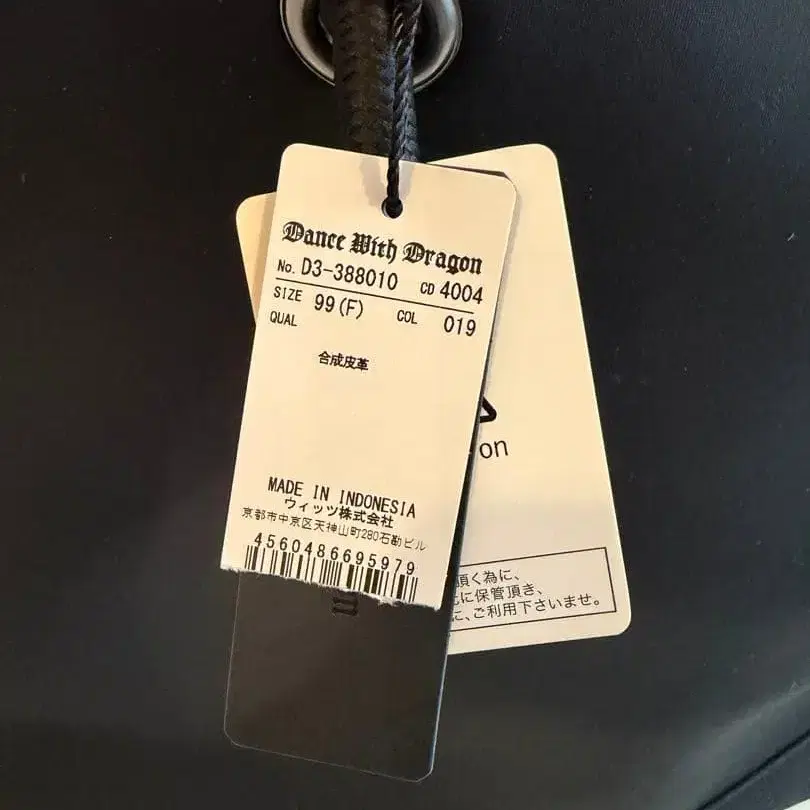 Dance With Dragon
No. D3-388010 CD 4004
SIZE 99(F) COL 019
QUAL
合成皮革
MADE IN INDONESIA
ウィッツ株式会社
京都市中京区天神山町280石勘ビル
4560486695979
on
頂く為に、
に保管頂き、
に、ご利用下さいませ。